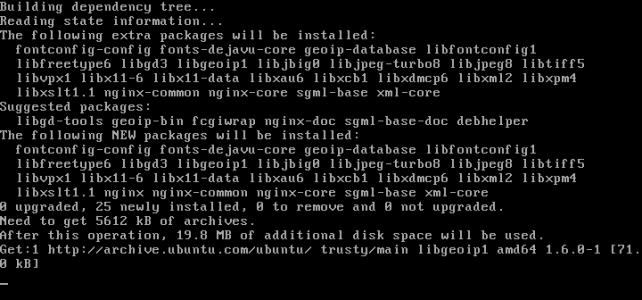 Building dependency tree...
Reading state information...
The following extra packages will be installed:
fontconfig-config fonts-dejavu-core geoip-database libfontconfig1
libfreetype6 libgd3 libgeoip1 libjbig0 libjpeg-turbo8 libjpeg8 libtiff5
libvpx1 libx11-6 libx11-data libxau6 libxcb1 libxdmcp6 libxml2 libxpm4
libxslt1.1 nginx-common nginx-core sgml-base xml-core
Suggested packages:
libgd-tools geoip-bin fcgiwrap nginx-doc sgml-base-doc debhelper
The following NEW packages will be installed:
fontconfig-config fonts-dejavu-core geoip-database libfontconfig1
libfreetype6 libgd3 libgeoip1 libjbig0 libjpeg-turbo8 libjpeg8 libtiff5
libvpx1 libx11-6 libx11-data libxau6 libxcb1 libxdmcp6 libxml2 libxpm4
libxslt1.1 nginx nginx-common nginx-core sgml-base xml-core
0 upgraded, 25 newly installed, 0 to remove and 0 not upgraded.
Need to get 5612 kB of archives.
After this operation, 19.8 MB of additional disk space will be used.
Get:1 http://archive.ubuntu.com/ubuntu/ trusty/main libgeoip1 amd64 1.6.0-1 [71.
0 kB]
_